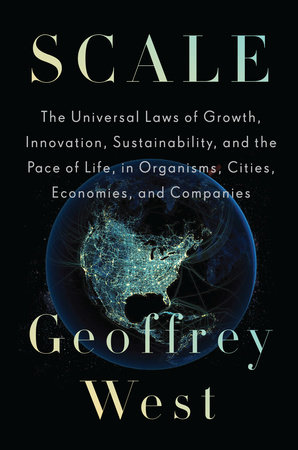 SCALE
The Universal Laws of Growth,
Innovation, Sustainability, and the
Pace of Life, in Organisms, Cities,
Economies, and Companies
Geoffrey
West